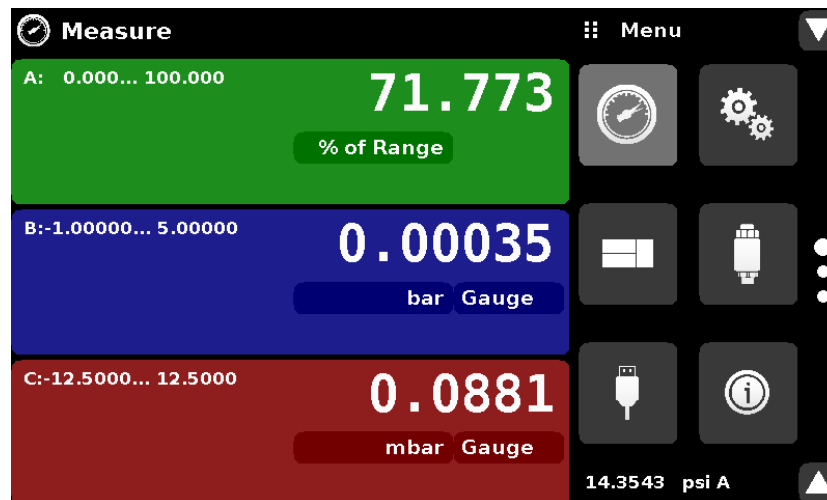 Measure
Menu
A: 0.000... 100.000
71.773
% of Range
B:-1.00000... 5.00000
0.00035
bar Gauge
C:-12.5000... 12.5000
0.0881
mbar Gauge
14.3543 psi A